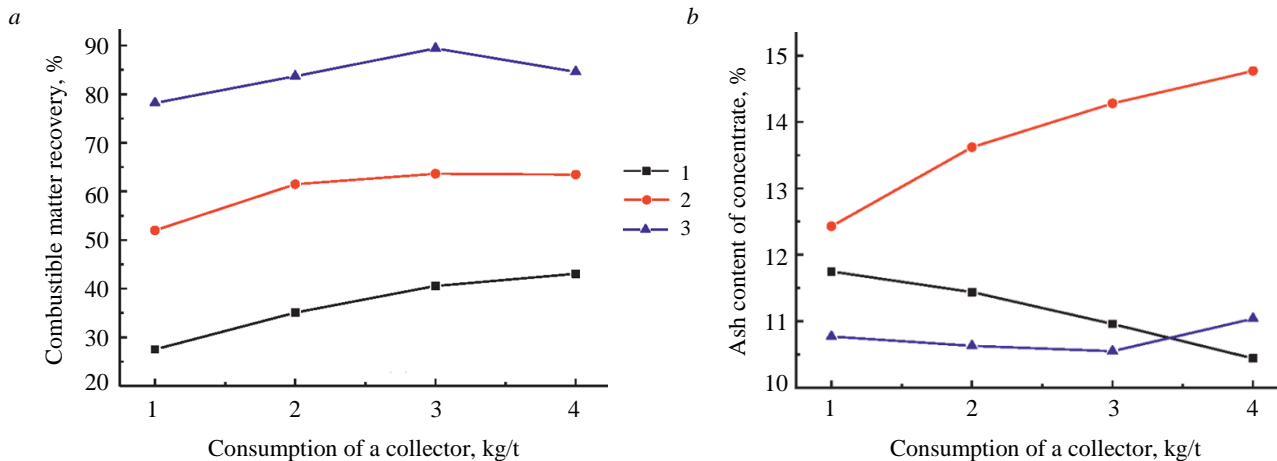 a
Combustible matter recovery, %
90
80
70
60
50
40
30
20
1 2 3 4
Consumption of a collector, kg/t
1
2
3
b
Ash content of concentrate, %
15
14
13
12
11
10
1 2 3 4
Consumption of a collector, kg/t